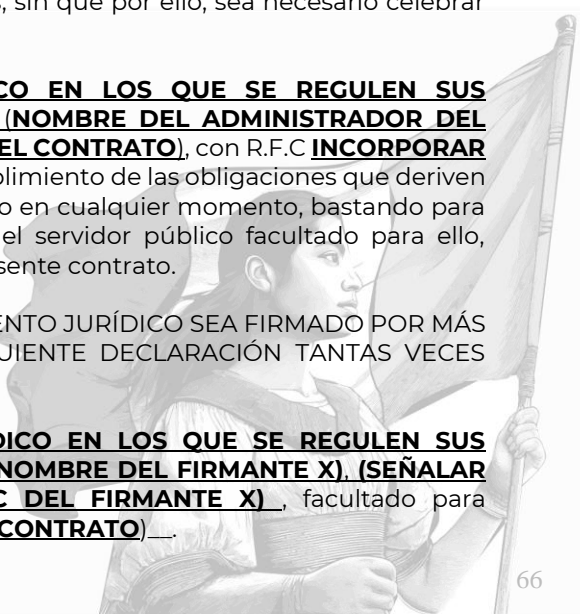 , sin que por ello, sea necesario celebrar
CO EN LOS QUE SE REGULEN SUS
(NOMBRE DEL ADMINISTRADOR DEL
EL CONTRATO), con R.F.C INCORPORAR
plimiento de las obligaciones que deriven
o en cualquier momento, bastando para
el servidor público facultado para ello,
sente contrato.
ENTO JURÍDICO SEA FIRMADO POR MÁS
UIENTE DECLARACIÓN TANTAS VECES
DICO EN LOS QUE SE REGULEN SUS
NOMBRE DEL FIRMANTE X), (SEÑALAR
C DEL FIRMANTE X) , facultado para
CONTRATO)__.
66